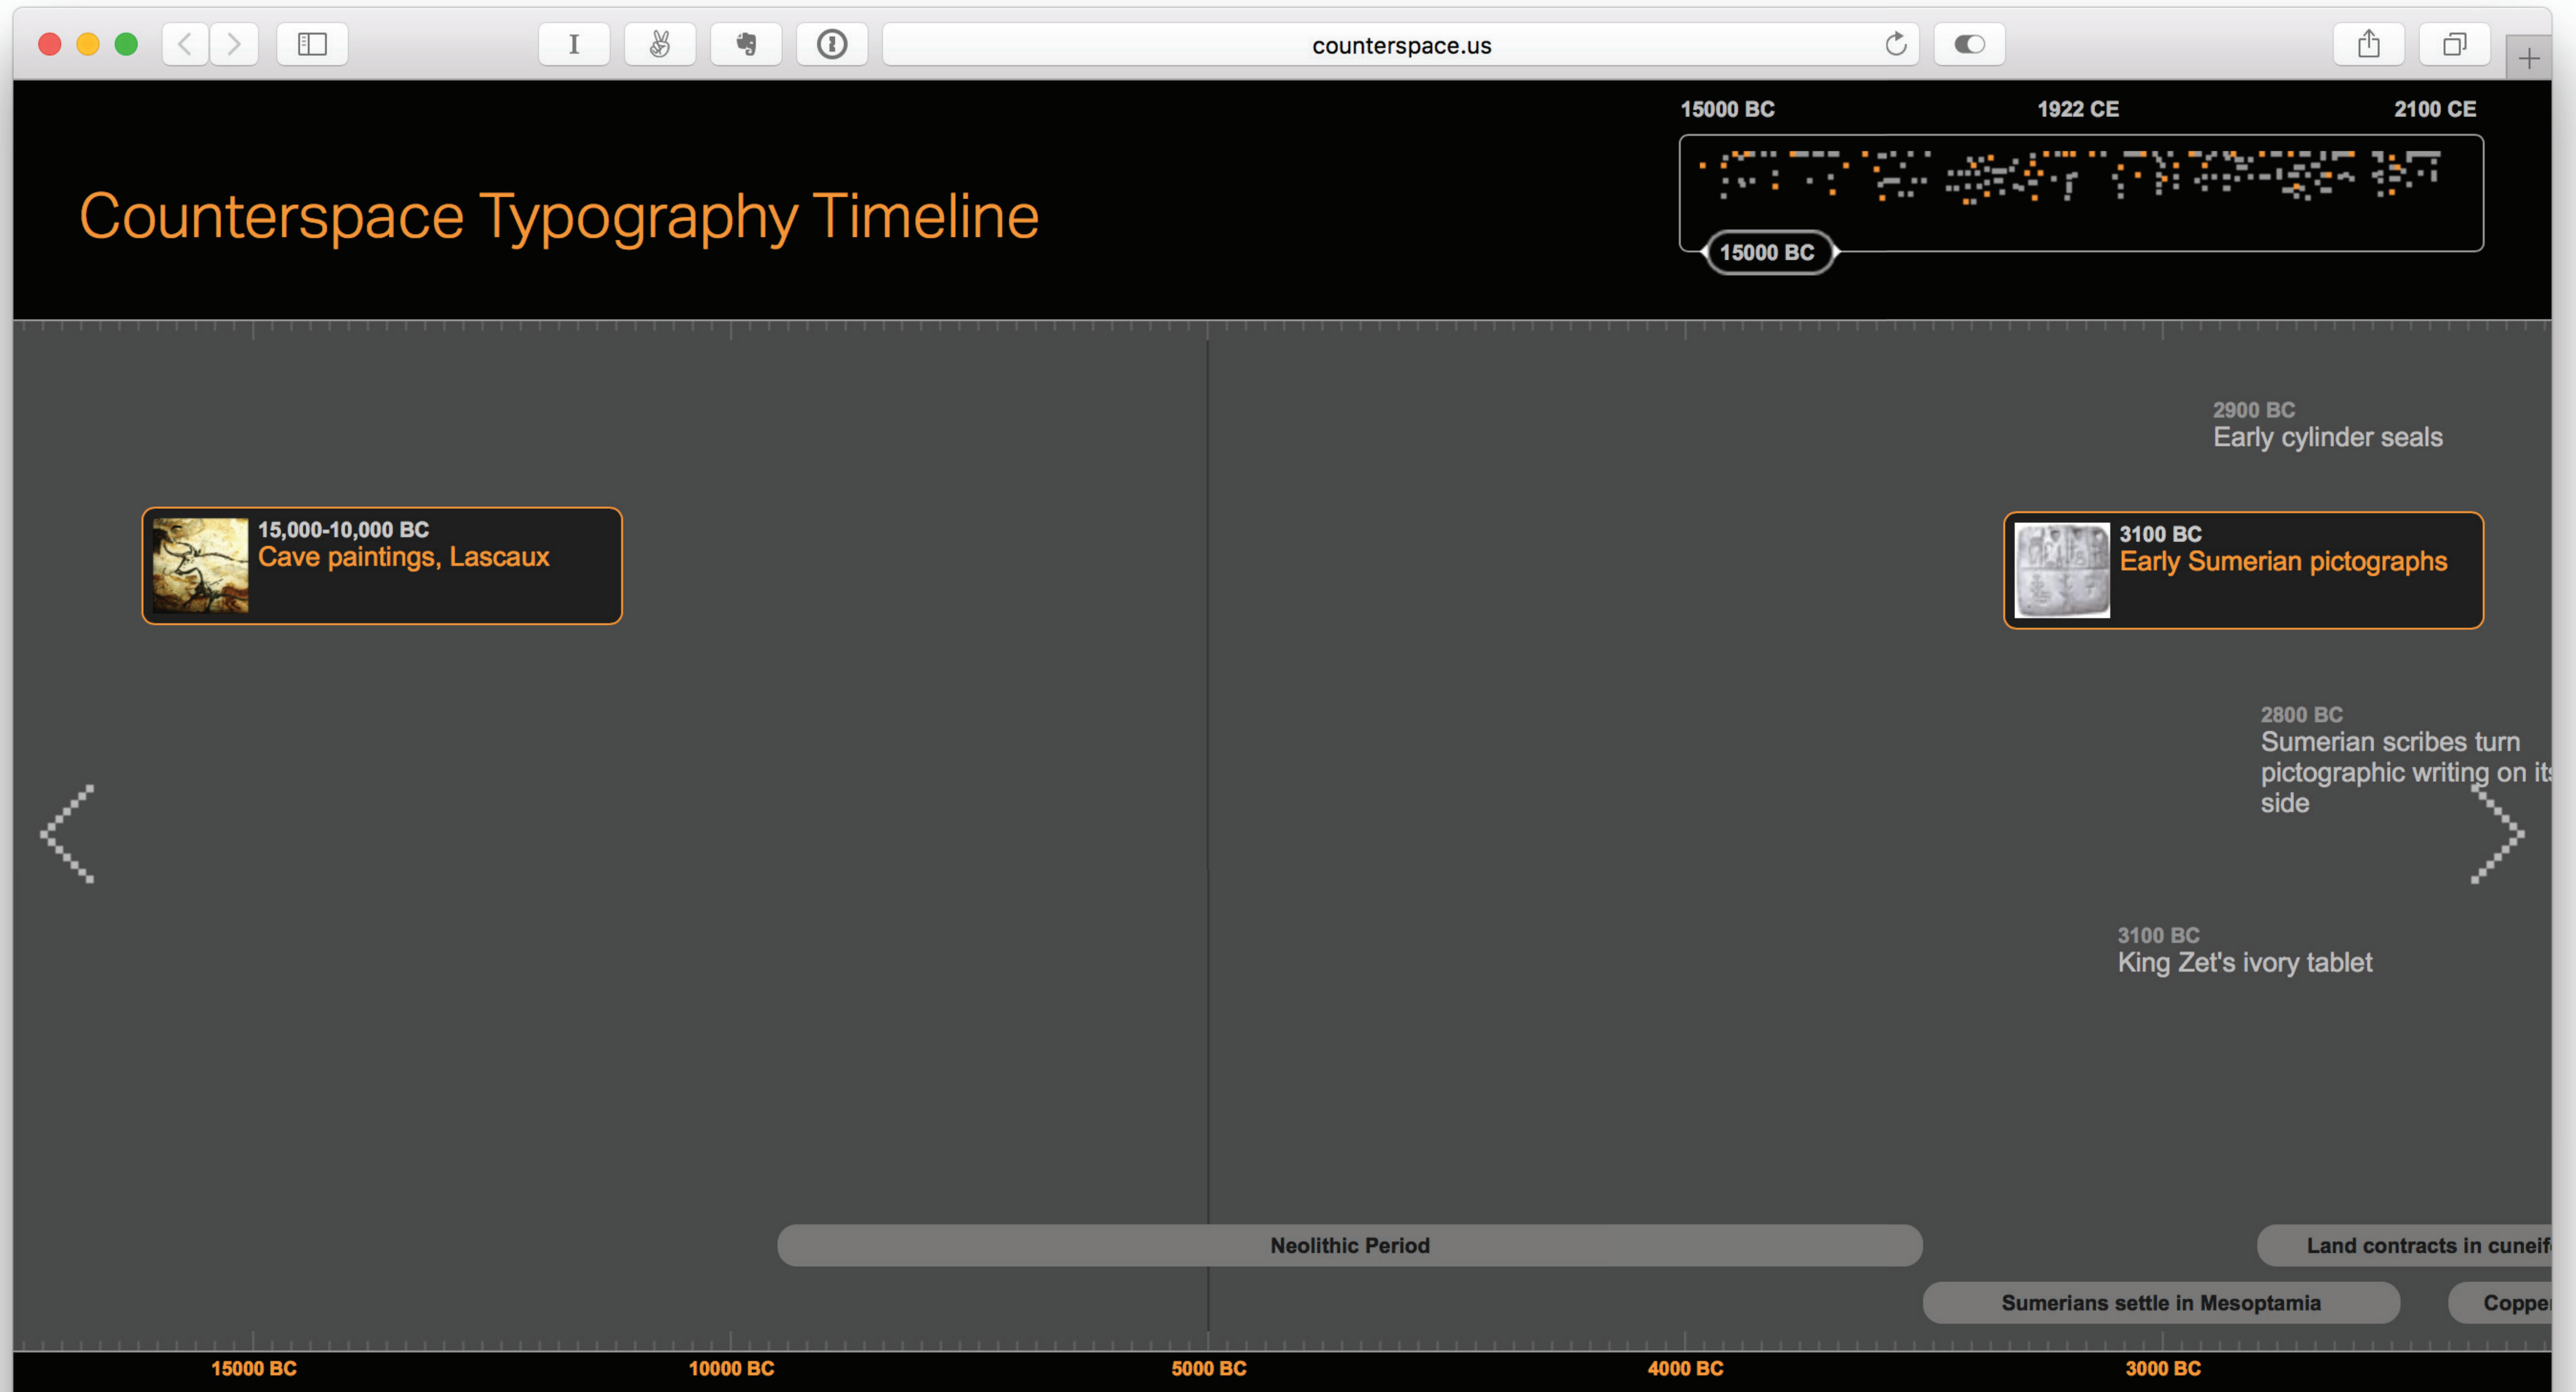 counterspace.us
15000 BC
1922 CE
2100 CE
Counterspace Typography Timeline
15000 BC
2900 BC
Early cylinder seals
15,000-10,000 BC
Cave paintings, Lascaux
3100 BC
Early Sumerian pictographs
2800 BC
Sumerian scribes turn
pictographic writing on its
side
3100 BC
King Zet's ivory tablet
Neolithic Period
Land contracts in cuneif
Sumerians settle in Mesoptamia
Copper
15000 BC
10000 BC
5000 BC
4000 BC
3000 BC